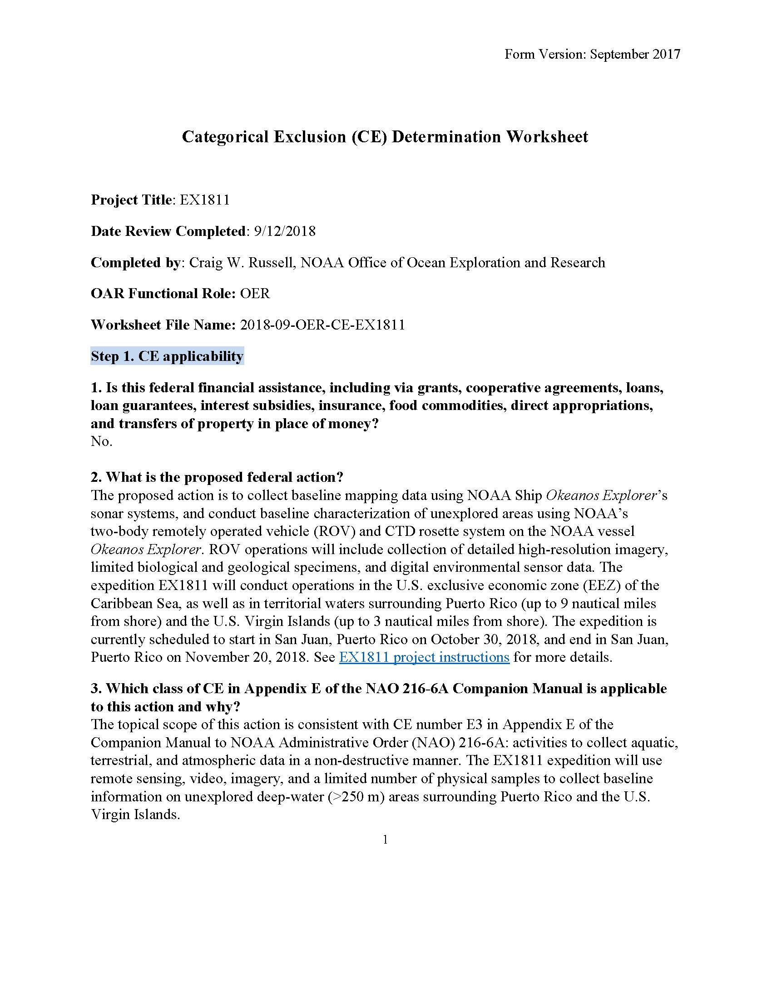 Form Version: September 2017
Categorical Exclusion (CE) Determination Worksheet
Project Title: EX1811
Date Review Completed: 9/12/2018
Completed by: Craig W. Russell, NOAA Office of Ocean Exploration and Research
OAR Functional Role: OER
Worksheet File Name: 2018-09-OER-CE-EX1811
Step 1. CE applicability
1. Is this federal financial assistance, including via grants, cooperative agreements, loans,
loan guarantees, interest subsidies, insurance, food commodities, direct appropriations,
and transfers of property in place of money?
No.
2. What is the proposed federal action?
The proposed action is to collect baseline mapping data using NOAA Ship Okeanos Explorer’s
sonar systems, and conduct baseline characterization of unexplored areas using NOAA’s
two-body remotely operated vehicle (ROV) and CTD rosette system on the NOAA vessel
Okeanos Explorer. ROV operations will include collection of detailed high-resolution imagery,
limited biological and geological specimens, and digital environmental sensor data. The
expedition EX1811 will conduct operations in the U.S. exclusive economic zone (EEZ) of the
Caribbean Sea, as well as in territorial waters surrounding Puerto Rico (up to 9 nautical miles
from shore) and the U.S. Virgin Islands (up to 3 nautical miles from shore). The expedition is
currently scheduled to start in San Juan, Puerto Rico on October 30, 2018, and end in San Juan,
Puerto Rico on November 20, 2018. See EX1811 project instructions for more details.
3. Which class of CE in Appendix E of the NAO 216-6A Companion Manual is applicable
to this action and why?
The topical scope of this action is consistent with CE number E3 in Appendix E of the
Companion Manual to NOAA Administrative Order (NAO) 216-6A: activities to collect aquatic,
terrestrial, and atmospheric data in a non-destructive manner. The EX1811 expedition will use
remote sensing, video, imagery, and a limited number of physical samples to collect baseline
information on unexplored deep-water (>250 m) areas surrounding Puerto Rico and the U.S.
Virgin Islands.
1